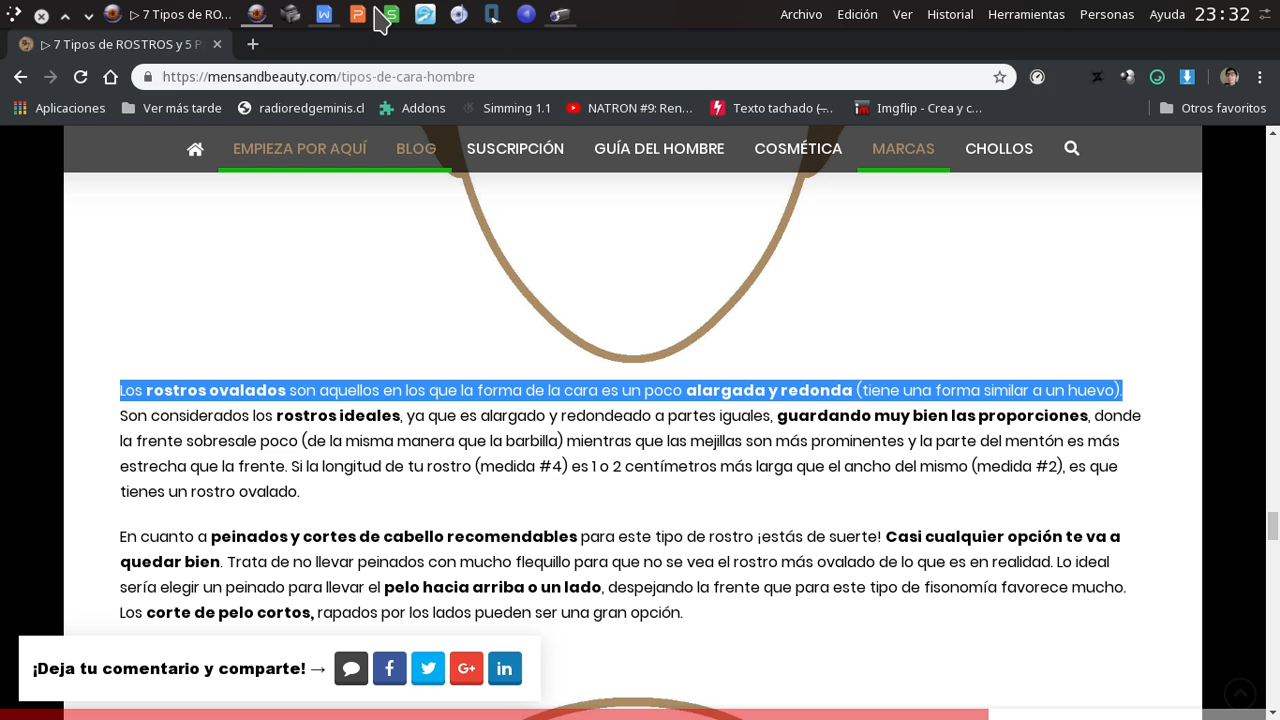 ▷ 7 Tipos de RO...
Archivo Edición Ver Historial Herramientas Personas Ayuda 23:32
▷ 7 Tipos de ROSTROS y 5 P
https://mensandbeauty.com/tipos-de-cara-hombre
Aplicaciones Ver más tarde radioredgeminis.cl Addons Simming 1.1 NATRON #9: Ren... Texto tachado (—... Imgflip - Crea y c... Otros favoritos
EMPIEZA POR AQUÍ BLOG SUSCRIPCIÓN GUÍA DEL HOMBRE COSMÉTICA MARCAS CHOLLOS
Los rostros ovalados son aquellos en los que la forma de la cara es un poco alargada y redonda (tiene una forma similar a un huevo).
Son considerados los rostros ideales, ya que es alargado y redondeado a partes iguales, guardando muy bien las proporciones, donde
la frente sobresale poco (de la misma manera que la barbilla) mientras que las mejillas son más prominentes y la parte del mentón es más
estrecha que la frente. Si la longitud de tu rostro (medida #4) es 1 o 2 centímetros más larga que el ancho del mismo (medida #2), es que
tienes un rostro ovalado.
En cuanto a peinados y cortes de cabello recomendables para este tipo de rostro ¡estás de suerte! Casi cualquier opción te va a
quedar bien. Trata de no llevar peinados con mucho flequillo para que no se vea el rostro más ovalado de lo que es en realidad. Lo ideal
sería elegir un peinado para llevar el pelo hacia arriba o un lado, despejando la frente que para este tipo de fisonomía favorece mucho.
Los corte de pelo cortos, rapados por los lados pueden ser una gran opción.
¡Deja tu comentario y comparte! →